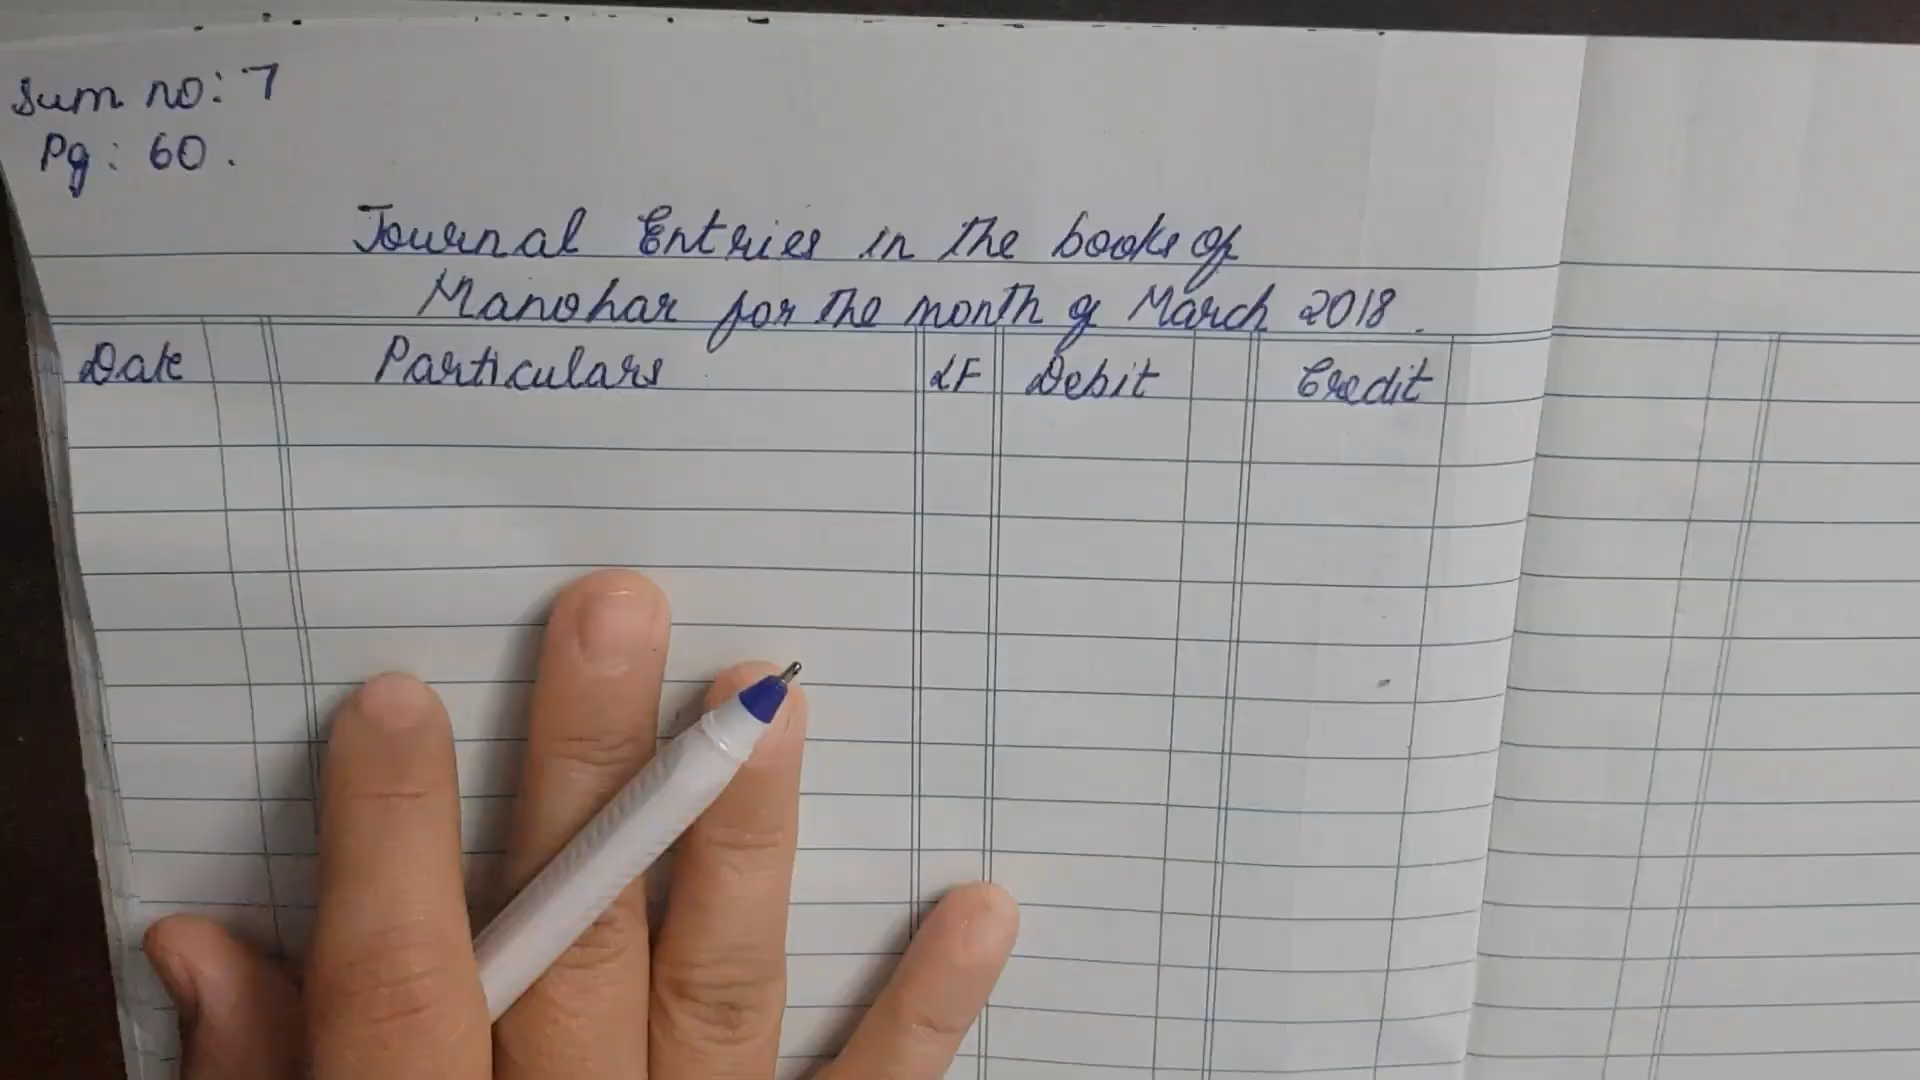 Sum no: 7
Pg: 60.
Journal Entries in the books of
Manohar for the month of March 2018.
Date Particulars LF Debit Credit